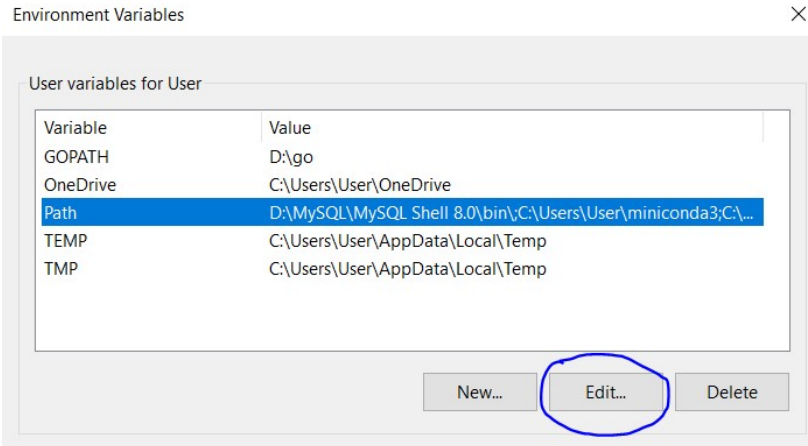 Environment Variables
User variables for User
Variable Value
GOPATH D:\go
OneDrive C:\Users\User\OneDrive
Path D:\MySQL\MySQL Shell 8.0\bin\;C:\Users\User\miniconda3;C:\...
TEMP C:\Users\User\AppData\Local\Temp
TMP C:\Users\User\AppData\Local\Temp
New... Edit... Delete